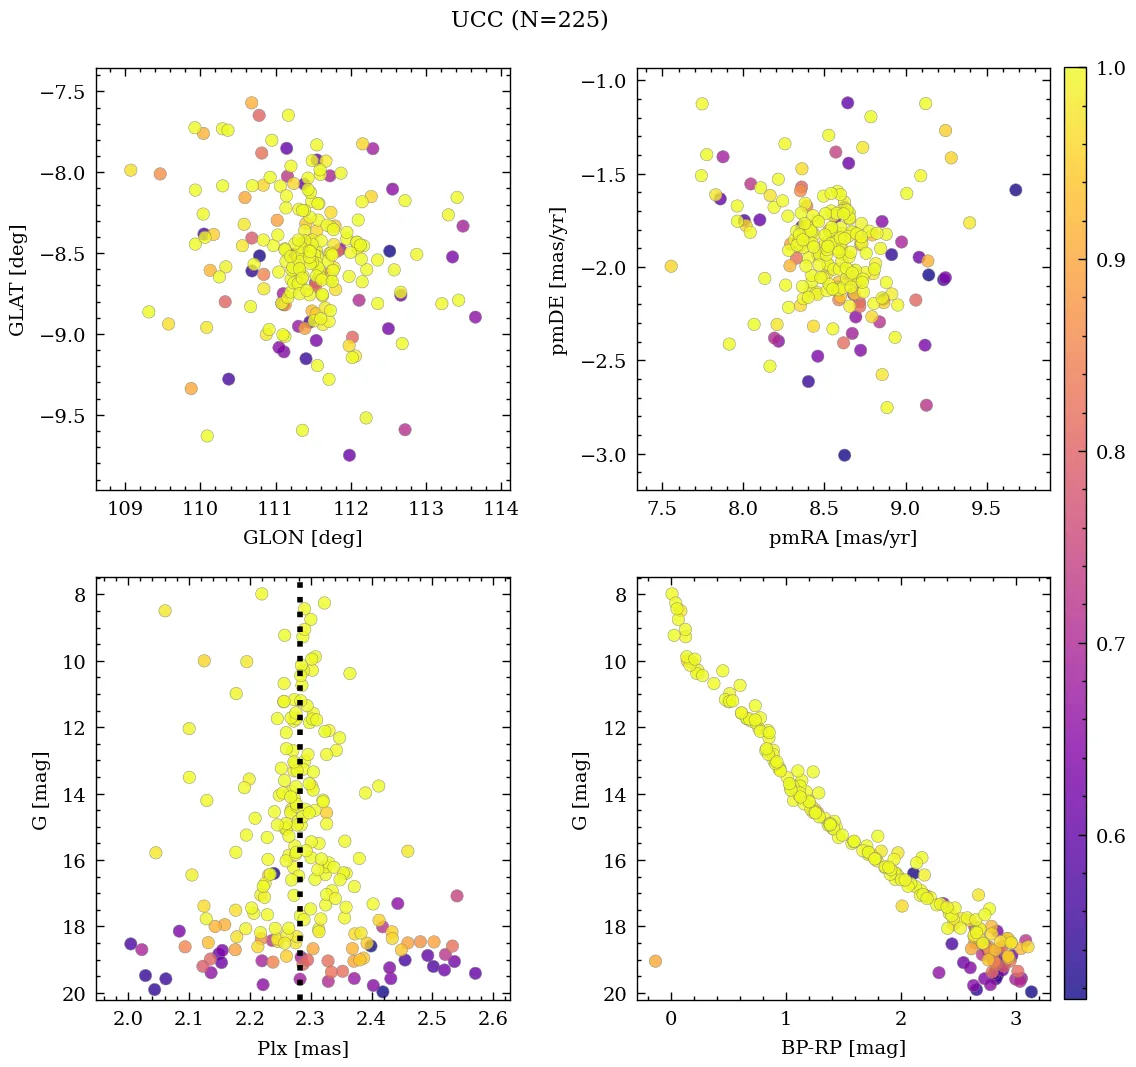 UCC (N=225)
−7.5
−8.0
−8.5
−9.0
−9.5
GLAT [deg]
109 110 111 112 113 114
GLON [deg]
−1.0
−1.5
−2.0
−2.5
−3.0
pmDE [mas/yr]
7.5 8.0 8.5 9.0 9.5
pmRA [mas/yr]
8
10
12
14
16
18
20
G [mag]
2.0 2.1 2.2 2.3 2.4 2.5 2.6
Plx [mas]
8
10
12
14
16
18
20
G [mag]
0 1 2 3
BP-RP [mag]
1.0
0.9
0.8
0.7
0.6